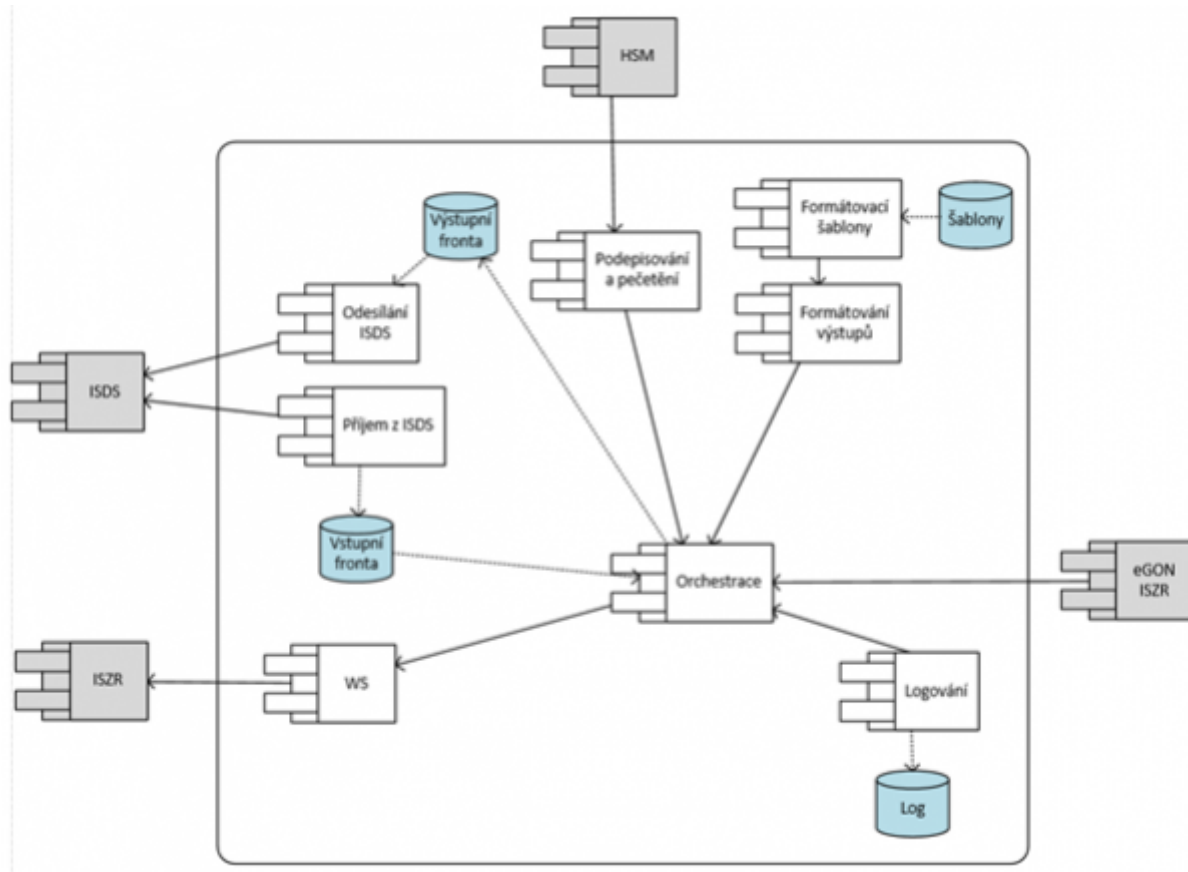 HSM
Formátovací
šablony
Šablony
Výstupní
fronta
Podepisování
a pečetění
Odesílání
ISDS
Formátování
výstupů
ISDS
Příjem z ISDS
Vstupní
fronta
Orchestrace
eGON
ISZR
ISZR
WS
Logování
Log